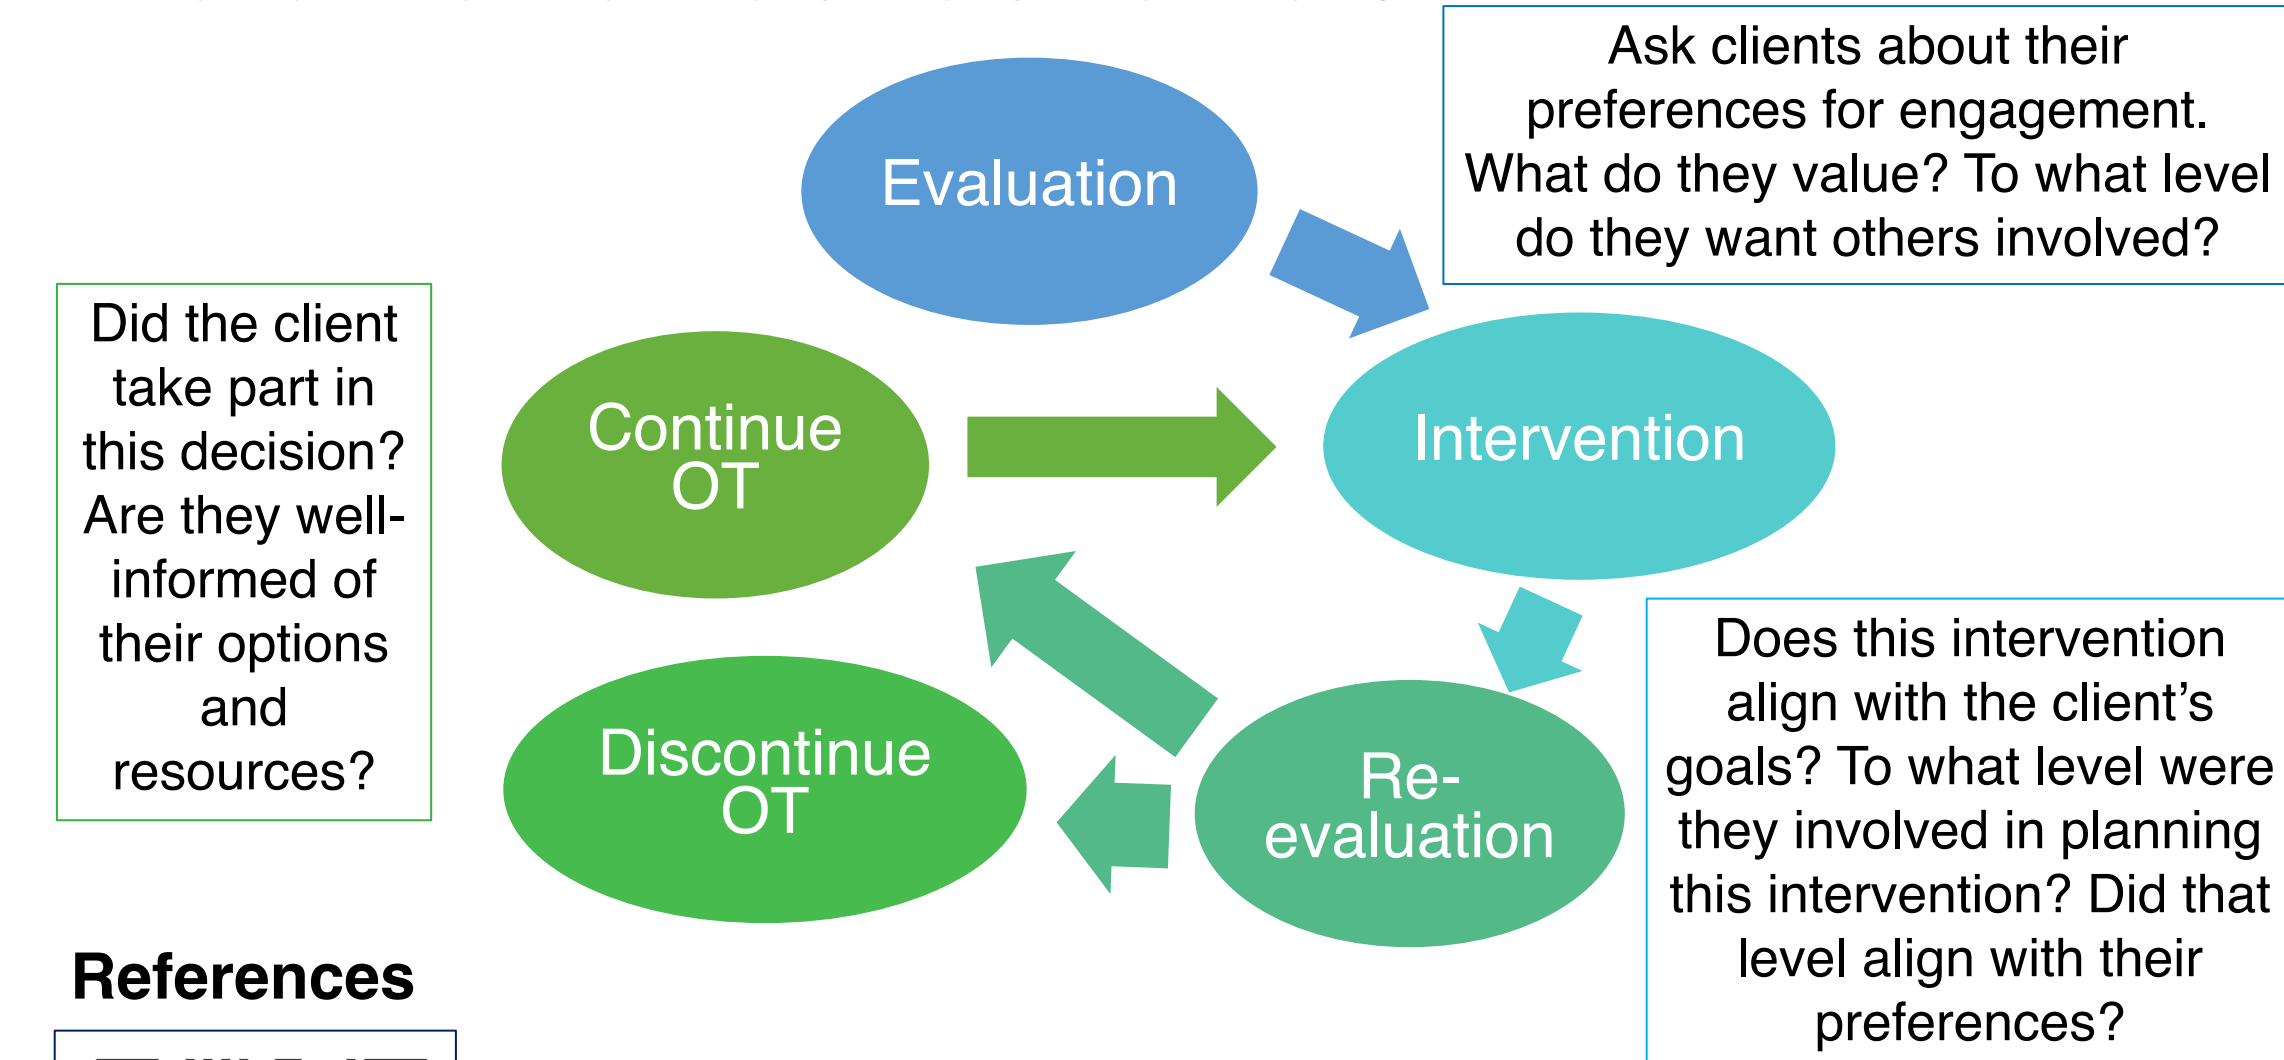 Ask clients about their
preferences for engagement.
What do they value? To what level
do they want others involved?
Evaluation
Did the client
take part in
this decision?
Are they well-
informed of
their options
and
resources?
Continue
OT
Intervention
Discontinue
OT
Re-
evaluation
Does this intervention
align with the client’s
goals? To what level were
they involved in planning
this intervention? Did that
level align with their
preferences?
References